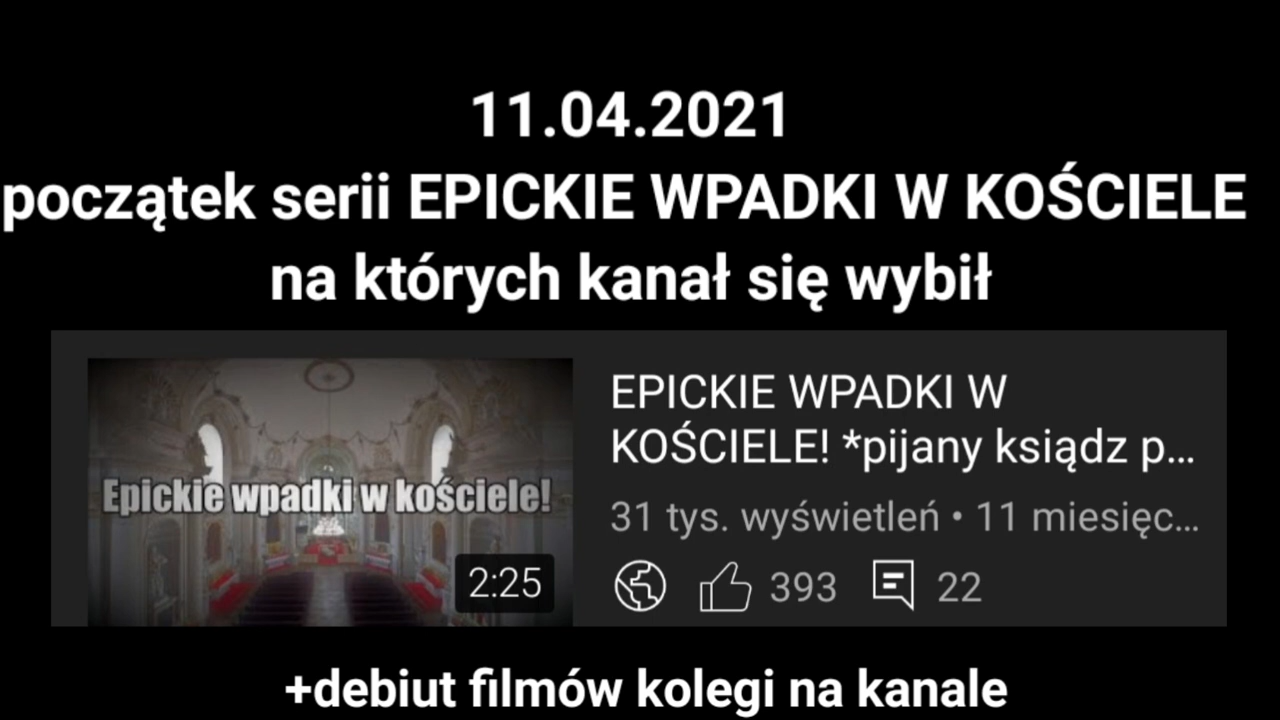 11.04.2021
początek serii EPICKIE WPADKI W KOŚCIELE
na których kanał się wybił
Epickie wpadki w kościele!
2:25
EPICKIE WPADKI W
KOŚCIELE! *pijany ksiądz p...
31 tys. wyświetleń • 11 miesięc...
393 22
+debiut filmów kolegi na kanale